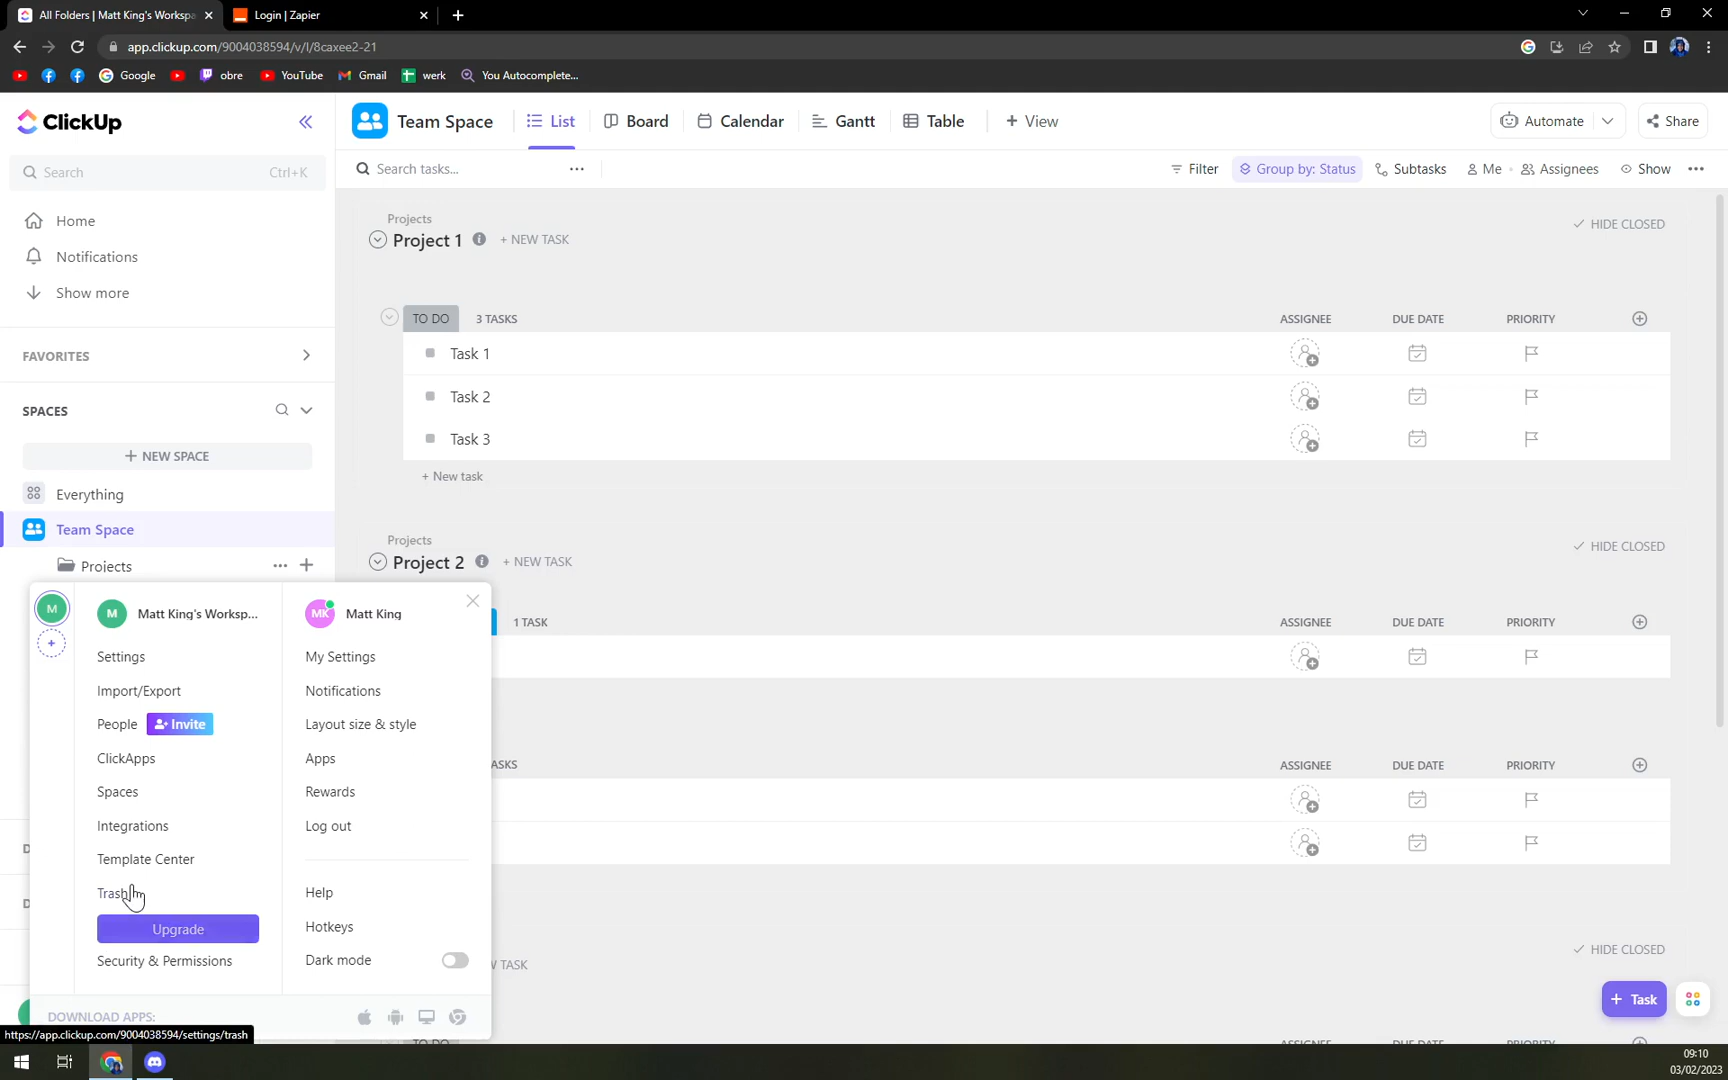 All Folders | Matt King's Workspa
Login | Zapier
app.clickup.com/9004038594/v/l/8caxee2-21
Google
obre
YouTube
Gmail
werk
You Autocomplete...
ClickUp
Team Space
List
Board
Calendar
Gantt
Table
+ View
Automate
Share
Search
Ctrl+K
Search tasks...
Filter
Group by: Status
Subtasks
Me
Assignees
Show
Home
Notifications
Show more
FAVORITES
SPACES
+ NEW SPACE
Everything
Team Space
Projects
Projects
Project 1
+ NEW TASK
HIDE CLOSED
TO DO
3 TASKS
ASSIGNEE
DUE DATE
PRIORITY
Task 1
Task 2
Task 3
+ New task
Projects
Project 2
+ NEW TASK
HIDE CLOSED
1 TASK
ASSIGNEE
DUE DATE
PRIORITY
ASKS
ASSIGNEE
DUE DATE
PRIORITY
HIDE CLOSED
W TASK
TO DO
ASSIGNEE
DUE DATE
PRIORITY
M
M
Matt King's Worksp...
Settings
Import/Export
People
Invite
ClickApps
Spaces
Integrations
Template Center
Trash
Upgrade
Security & Permissions
MK
Matt King
My Settings
Notifications
Layout size & style
Apps
Rewards
Log out
Help
Hotkeys
Dark mode
D
D
DOWNLOAD APPS:
+ Task
https://app.clickup.com/9004038594/settings/trash
09:10
03/02/2023